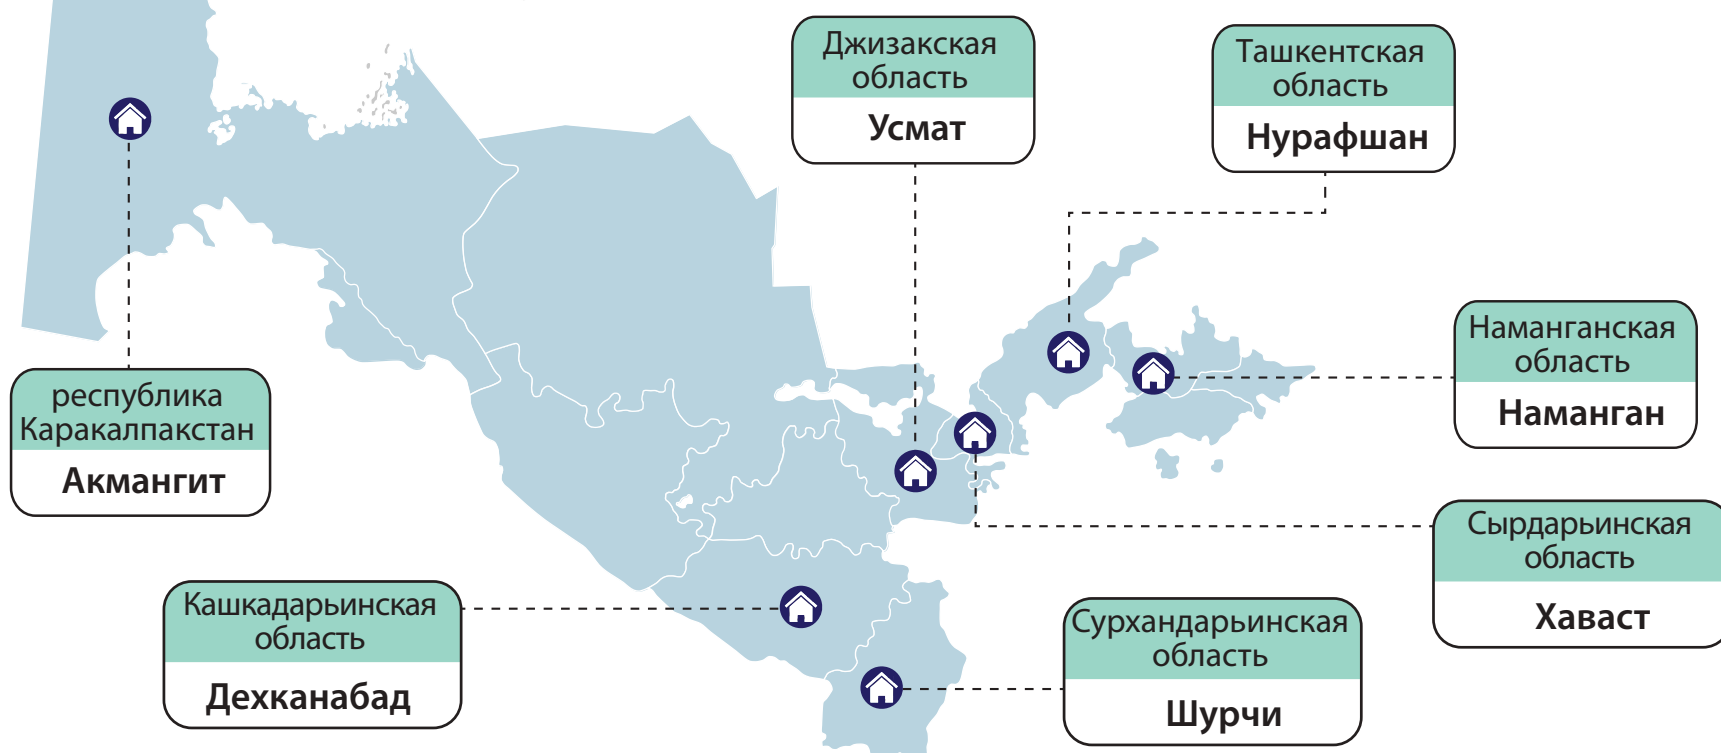 Джизакская
область
Усмат
Ташкентская
область
Нурафшан
Наманганская
область
Наманган
республика
Каракалпакстан
Акмангит
Сырдарьинская
область
Хаваст
Кашкадарьинская
область
Дехканабад
Сурхандарьинская
область
Шурчи